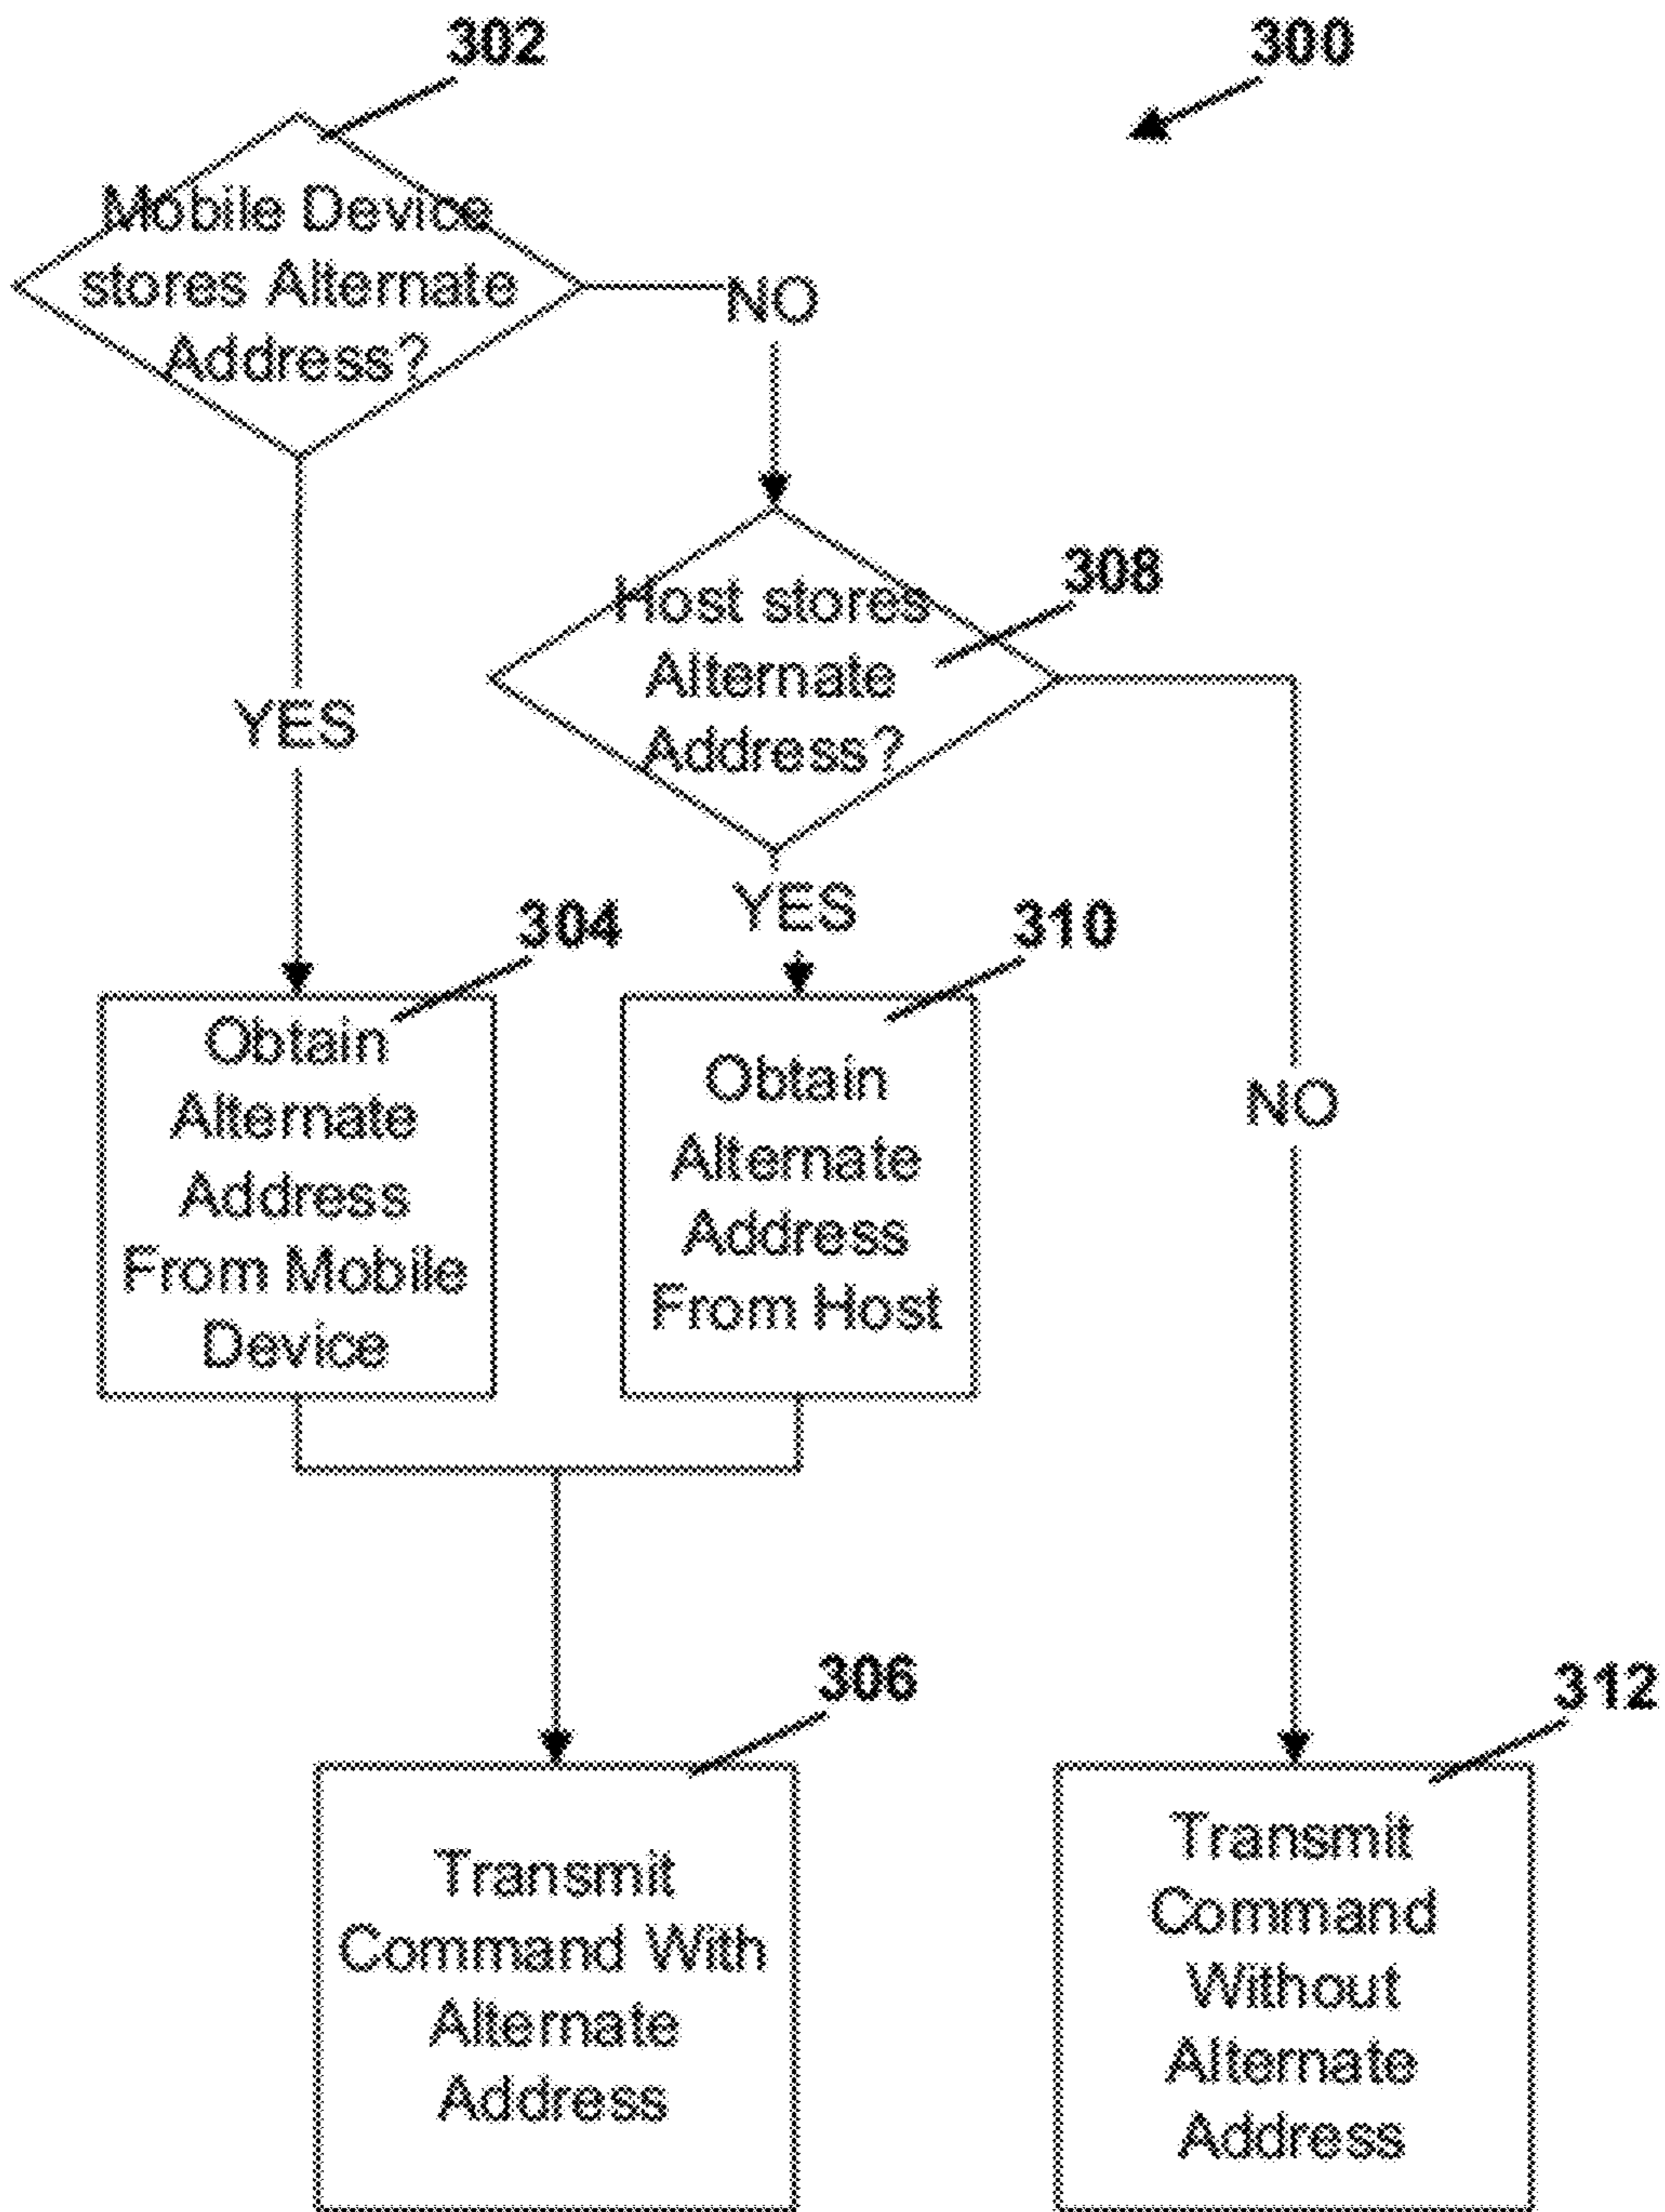 302
300
Mobile Device
stores Alternate
Address?
NO
308
Host stores
Alternate
Address?
YES
YES
304
310
Obtain
Alternate
Address
From Mobile
Device
Obtain
Alternate
Address
From Host
NO
306
312
Transmit
Command With
Alternate
Address
Transmit
Command
Without
Alternate
Address